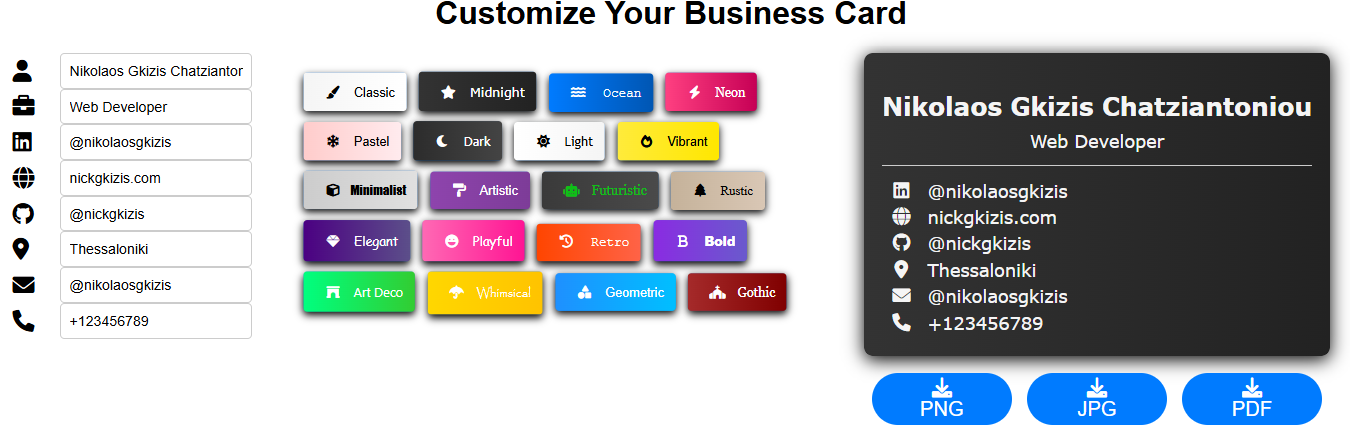 Customize Your Business Card
Nikolaos Gkizis Chatziantor
Web Developer
@nikolaosgkizis
nickgkizis.com
@nickgkizis
Thessaloniki
@nikolaosgkizis
+123456789
Classic Midnight Ocean Neon
Pastel Dark Light Vibrant
Minimalist Artistic Futuristic Rustic
Elegant Playful Retro Bold
Art Deco Whimsical Geometric Gothic
Nikolaos Gkizis Chatziantoniou
Web Developer
@nikolaosgkizis
nickgkizis.com
@nickgkizis
Thessaloniki
@nikolaosgkizis
+123456789
PNG JPG PDF